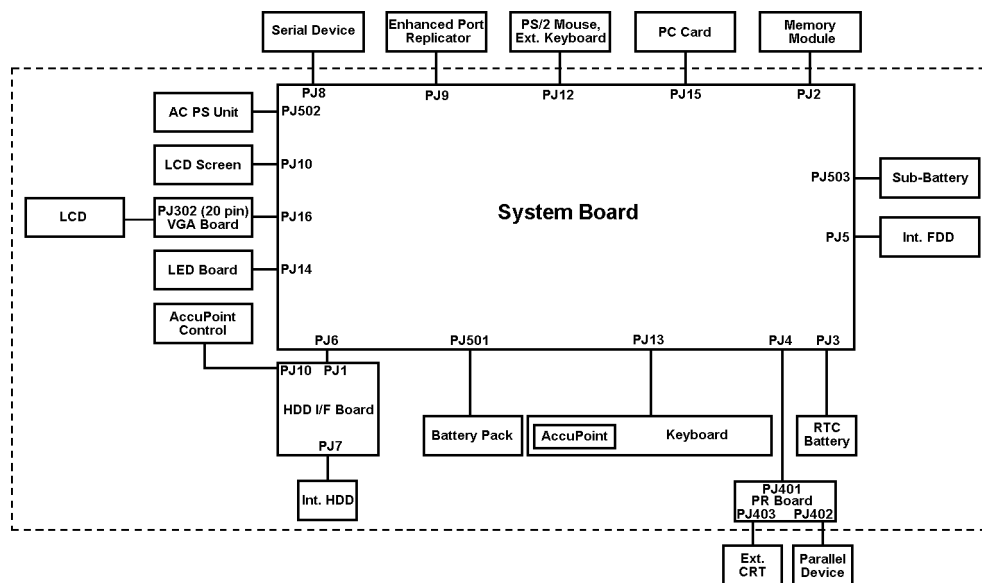 Serial Device
Enhanced Port
Replicator
PS/2 Mouse,
Ext. Keyboard
PC Card
Memory
Module
PJ8
PJ9
PJ12
PJ15
PJ2
AC PS Unit
PJ502
LCD Screen
PJ10
PJ503
Sub-Battery
LCD
PJ302 (20 pin)
VGA Board
PJ16
System Board
PJ5
Int. FDD
LED Board
PJ14
AccuPoint
Control
PJ6
PJ501
PJ13
PJ4
PJ3
PJ10
PJ1
HDD I/F Board
PJ7
Battery Pack
AccuPoint
Keyboard
RTC
Battery
Int. HDD
PJ401
PR Board
PJ403
PJ402
Ext.
CRT
Parallel
Device